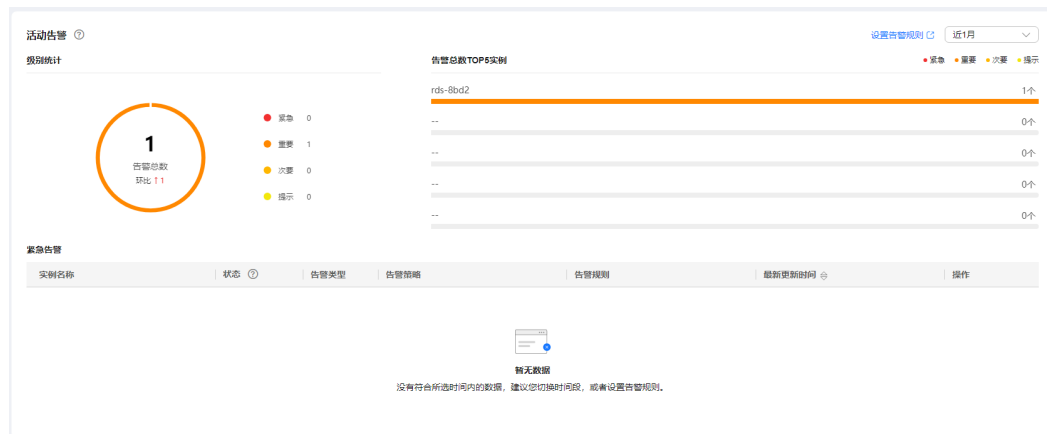 活动告警
设置告警规则 近1月
级别统计
1
告警总数
环比 ↑ 1
紧急 0
重要 1
次要 0
提示 0
告警总数TOP5实例
紧急 重要 次要 提示
rds-8bd2 1个
-- 0个
-- 0个
-- 0个
-- 0个
紧急告警
实例名称 状态 告警类型 告警策略 告警规则 最新更新时间 操作
暂无数据
没有符合所选时间内的数据，建议您切换时间段，或者设置告警规则。